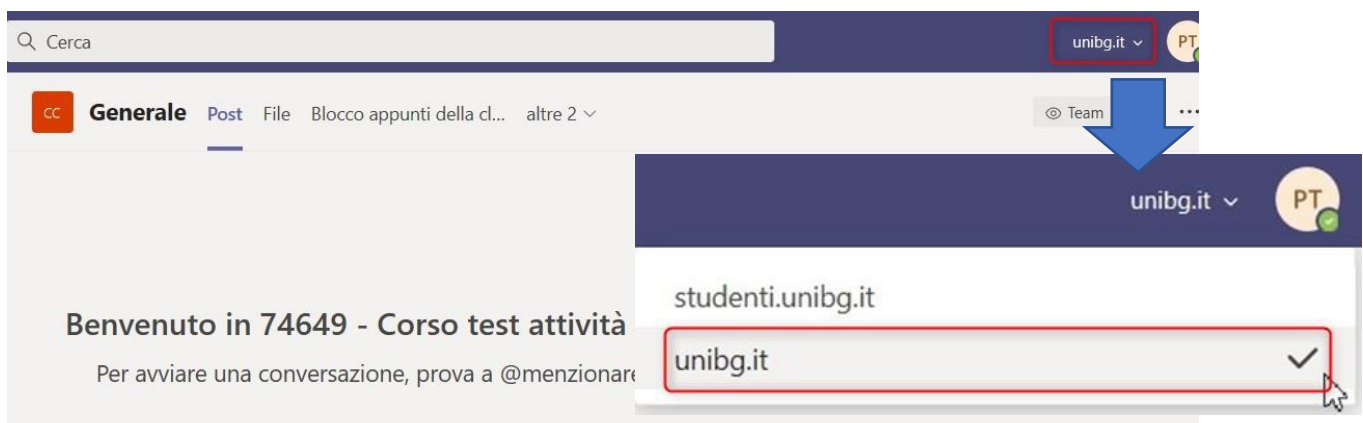 Cerca
unibg.it
PT
CC Generale Post File Blocco appunti della cl... altre 2
Team
...
unibg.it
PT
studenti.unibg.it
unibg.it
Benvenuto in 74649 - Corso test attività
Per avviare una conversazione, prova a @menzionare